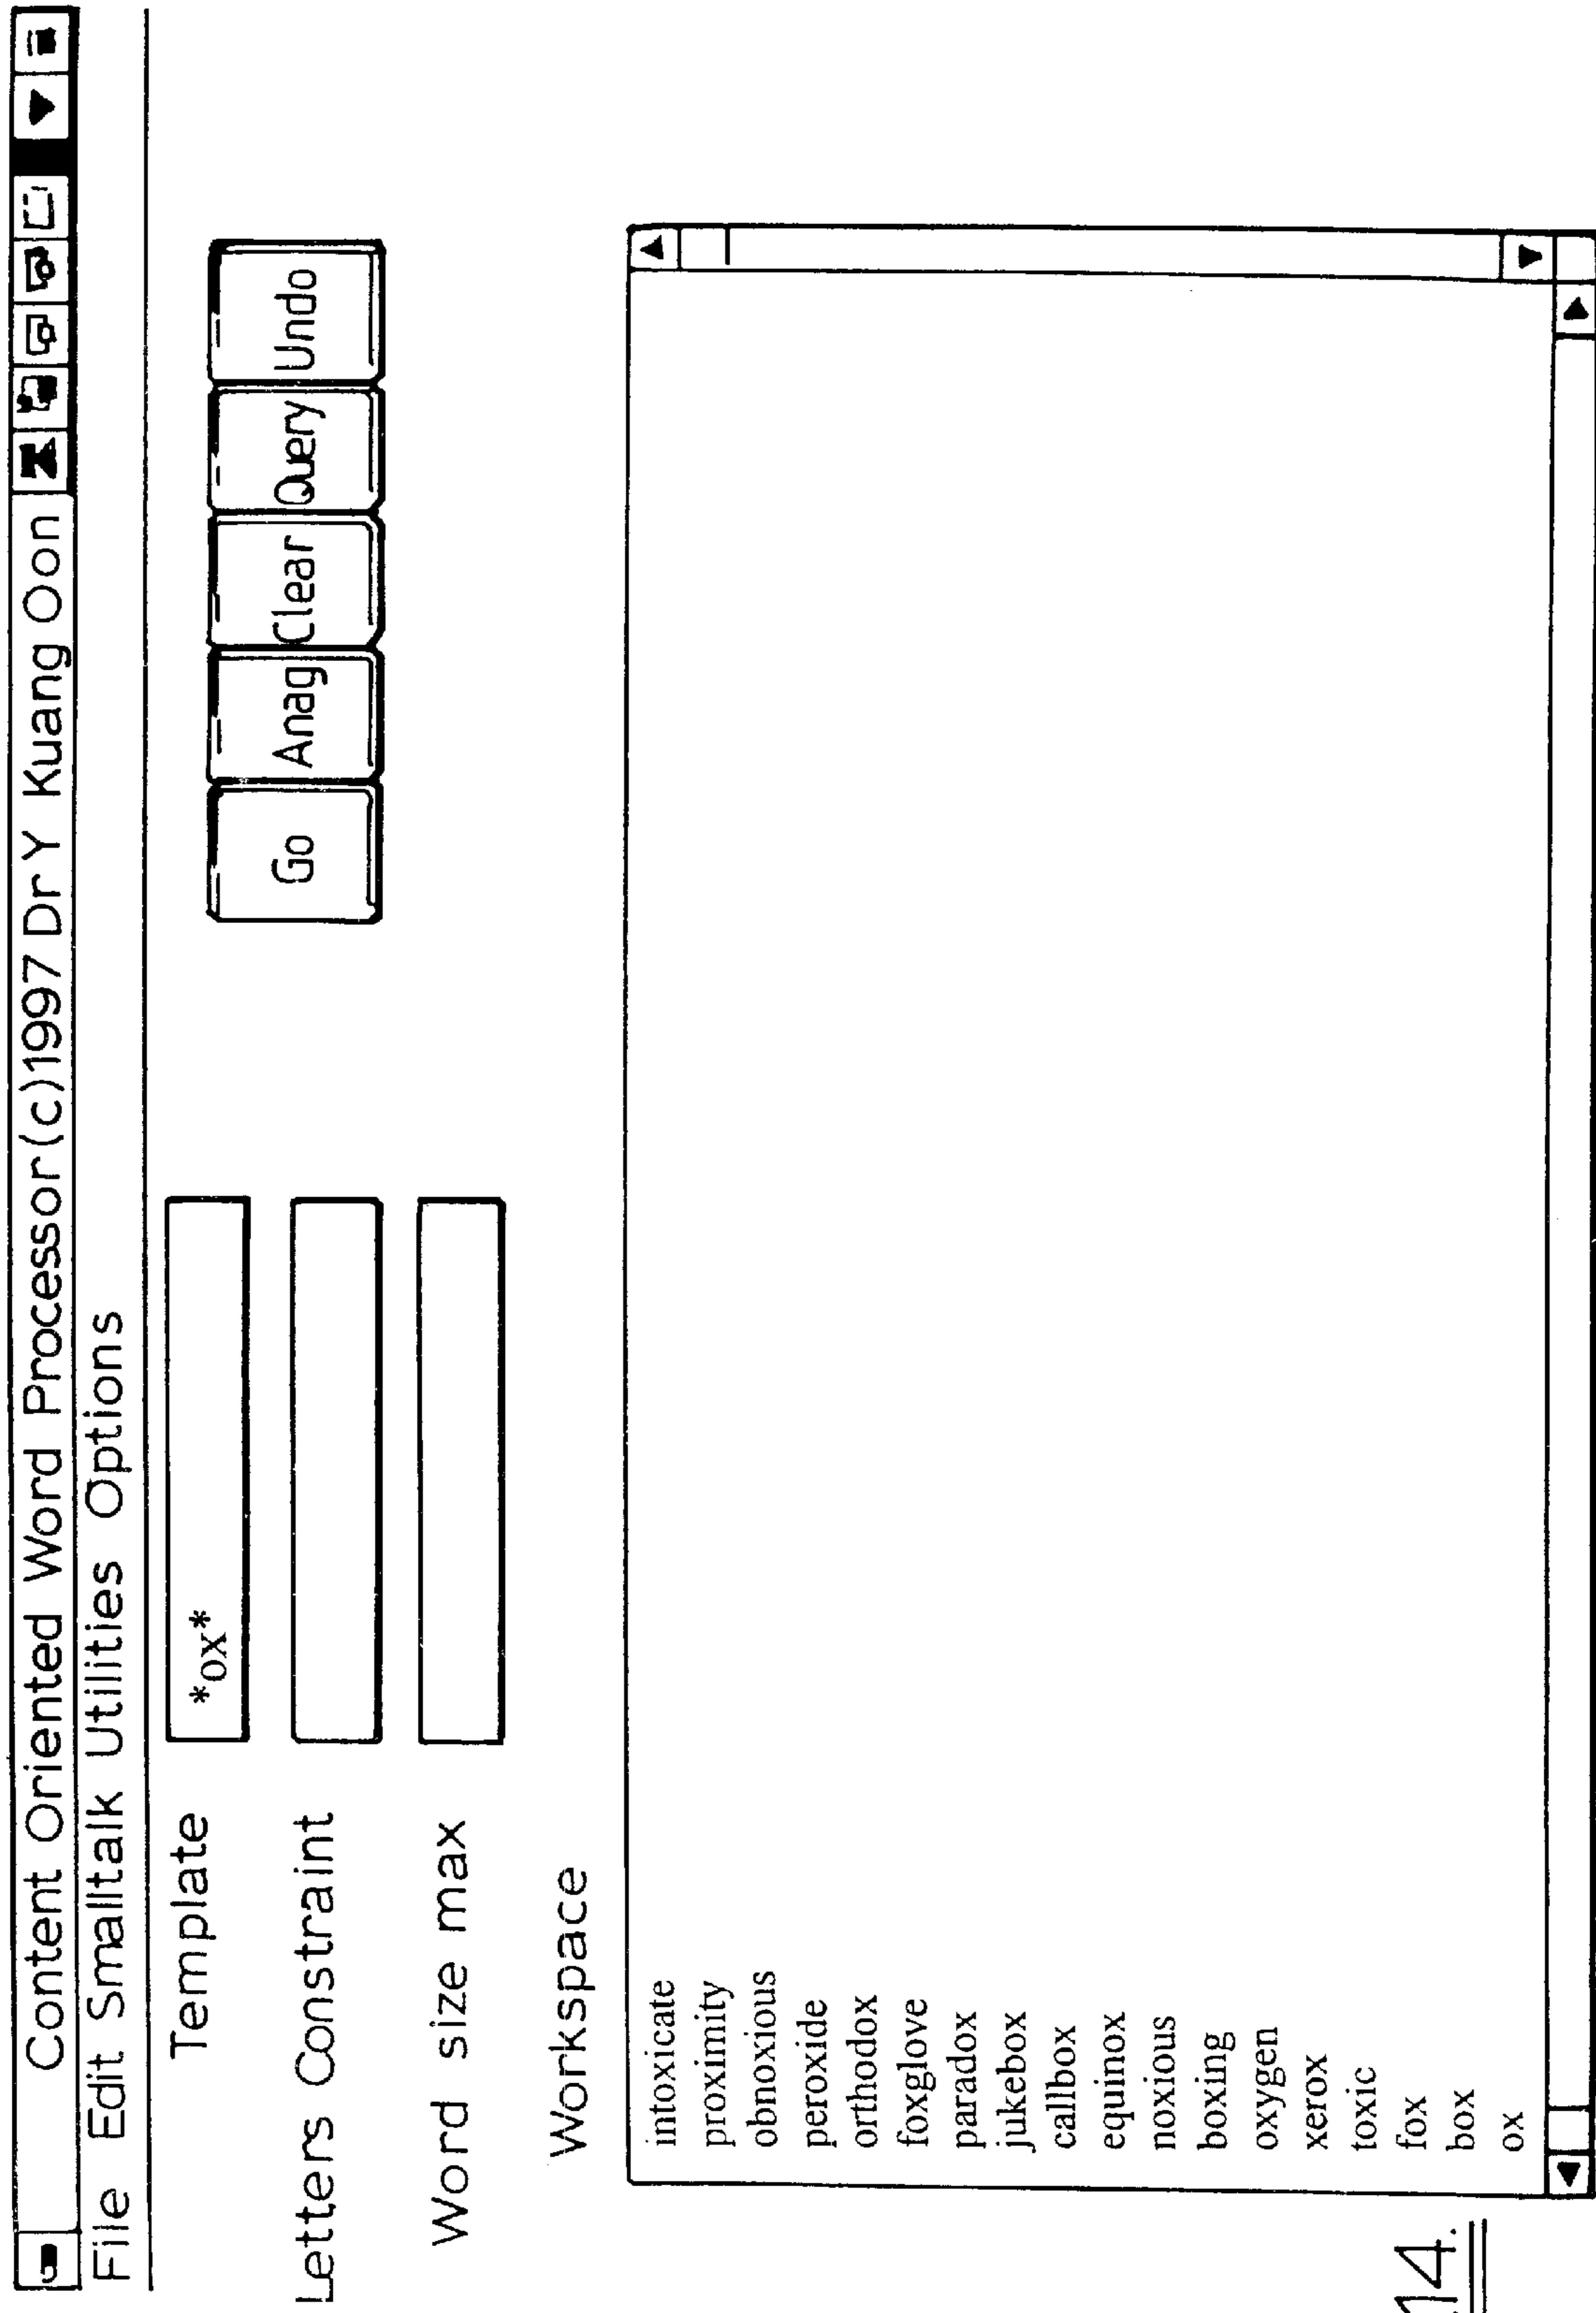 Content Oriented Word Processor (c)1997 Dr Y Kuang Oon
File Edit Smalltalk Utilities Options
Template *ox*
Go Anag Clear Query Undo
Letters Constraint
Word size max
Workspace
intoxicate
proximity
obnoxious
peroxide
orthodox
foxglove
paradox
jukebox
callbox
equinox
noxious
boxing
oxygen
xerox
toxic
fox
box
ox
14.